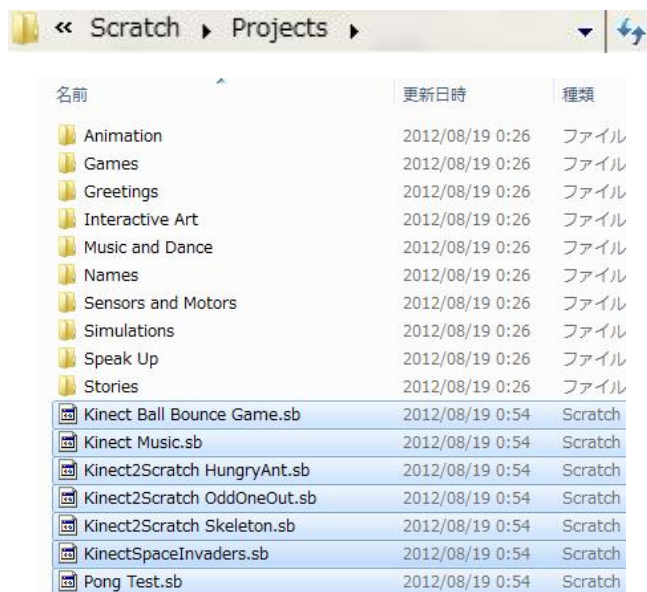 « Scratch ▸ Projects ▸
名前 更新日時 種類
Animation 2012/08/19 0:26 ファイル
Games 2012/08/19 0:26 ファイル
Greetings 2012/08/19 0:26 ファイル
Interactive Art 2012/08/19 0:26 ファイル
Music and Dance 2012/08/19 0:26 ファイル
Names 2012/08/19 0:26 ファイル
Sensors and Motors 2012/08/19 0:26 ファイル
Simulations 2012/08/19 0:26 ファイル
Speak Up 2012/08/19 0:26 ファイル
Stories 2012/08/19 0:26 ファイル
Kinect Ball Bounce Game.sb 2012/08/19 0:54 Scratch
Kinect Music.sb 2012/08/19 0:54 Scratch
Kinect2Scratch HungryAnt.sb 2012/08/19 0:54 Scratch
Kinect2Scratch OddOneOut.sb 2012/08/19 0:54 Scratch
Kinect2Scratch Skeleton.sb 2012/08/19 0:54 Scratch
KinectSpaceInvaders.sb 2012/08/19 0:54 Scratch
Pong Test.sb 2012/08/19 0:54 Scratch